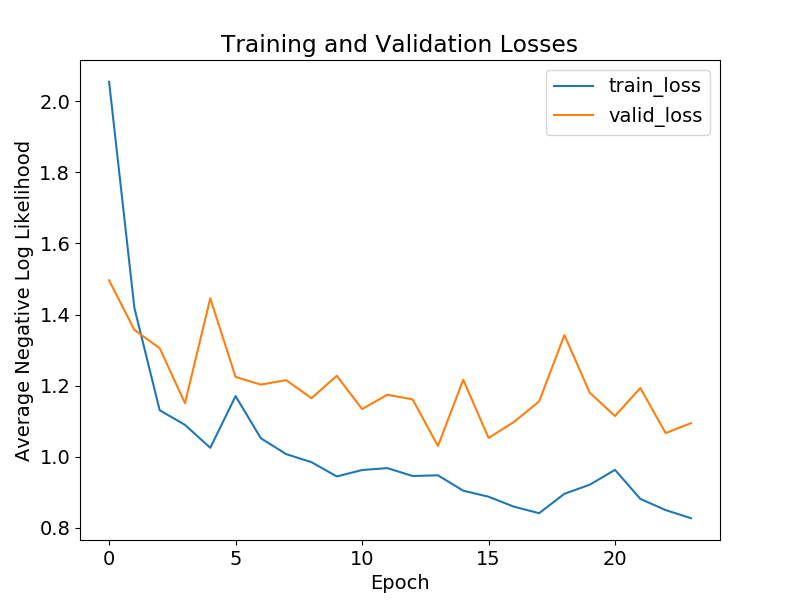 Training and Validation Losses
train_loss
valid_loss
Average Negative Log Likelihood
2.0
1.8
1.6
1.4
1.2
1.0
0.8
0 5 10 15 20
Epoch